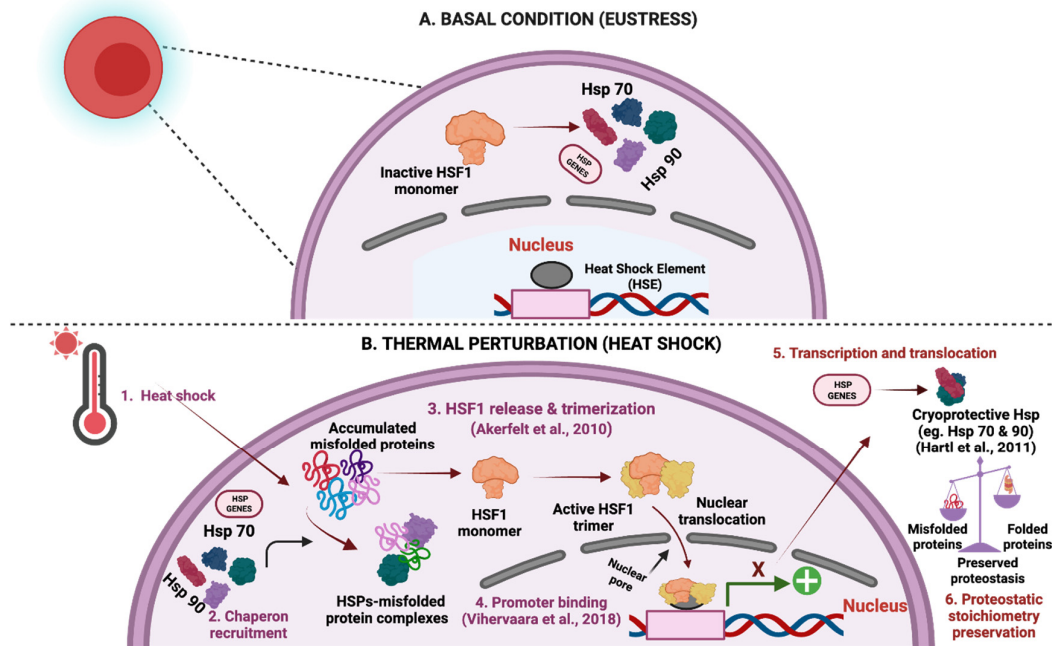 A. BASAL CONDITION (EUSTRESS)
Hsp 70
HSP
GENES
Hsp 90
Inactive HSF1
monomer
Nucleus
Heat Shock Element
(HSE)
B. THERMAL PERTURBATION (HEAT SHOCK)
1. Heat shock
Accumulated
misfolded proteins
3. HSF1 release & trimerization
(Akerfelt et al., 2010)
5. Transcription and translocation
HSP
GENES
Cryoprotective Hsp
(eg. Hsp 70 & 90)
(Hartl et al., 2011)
HSP
GENES
Hsp 70
Hsp 90
2. Chaperon
recruitment
HSPs-misfolded
protein complexes
HSF1
monomer
Active HSF1
trimer
Nuclear
translocation
Nuclear
pore
4. Promoter binding
(Vihervaara et al., 2018)
X
Nucleus
Misfolded
proteins
Folded
proteins
Preserved
proteostasis
6. Proteostatic
stoichiometry
preservation